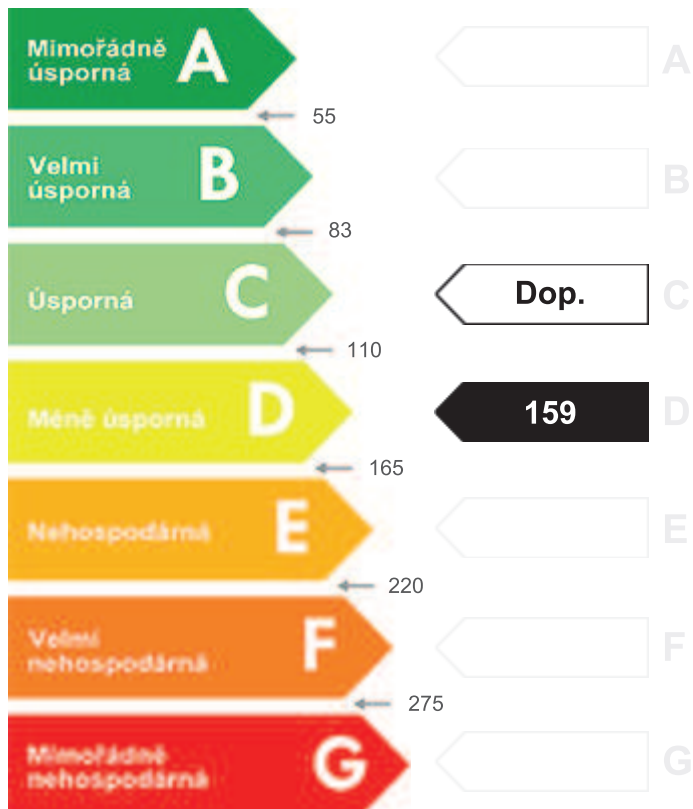 Mimořádně
úsporná
A
A
55
Velmi
úsporná
B
B
83
Úsporná
C
Dop.
C
110
Méně úsporná
D
159
D
165
Nehospodárná
E
E
220
Velmi
nehospodárná
F
F
275
Mimořádně
nehospodárná
G
G